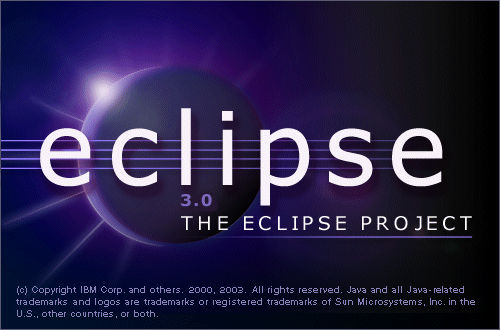 eclipse
3.0
THE ECLIPSE PROJECT
(c) Copyright IBM Corp. and others. 2000, 2003. All rights reserved. Java and all Java-related
trademarks and logos are trademarks or registered trademarks of Sun Microsystems, Inc. in the
U.S., other countries, or both.